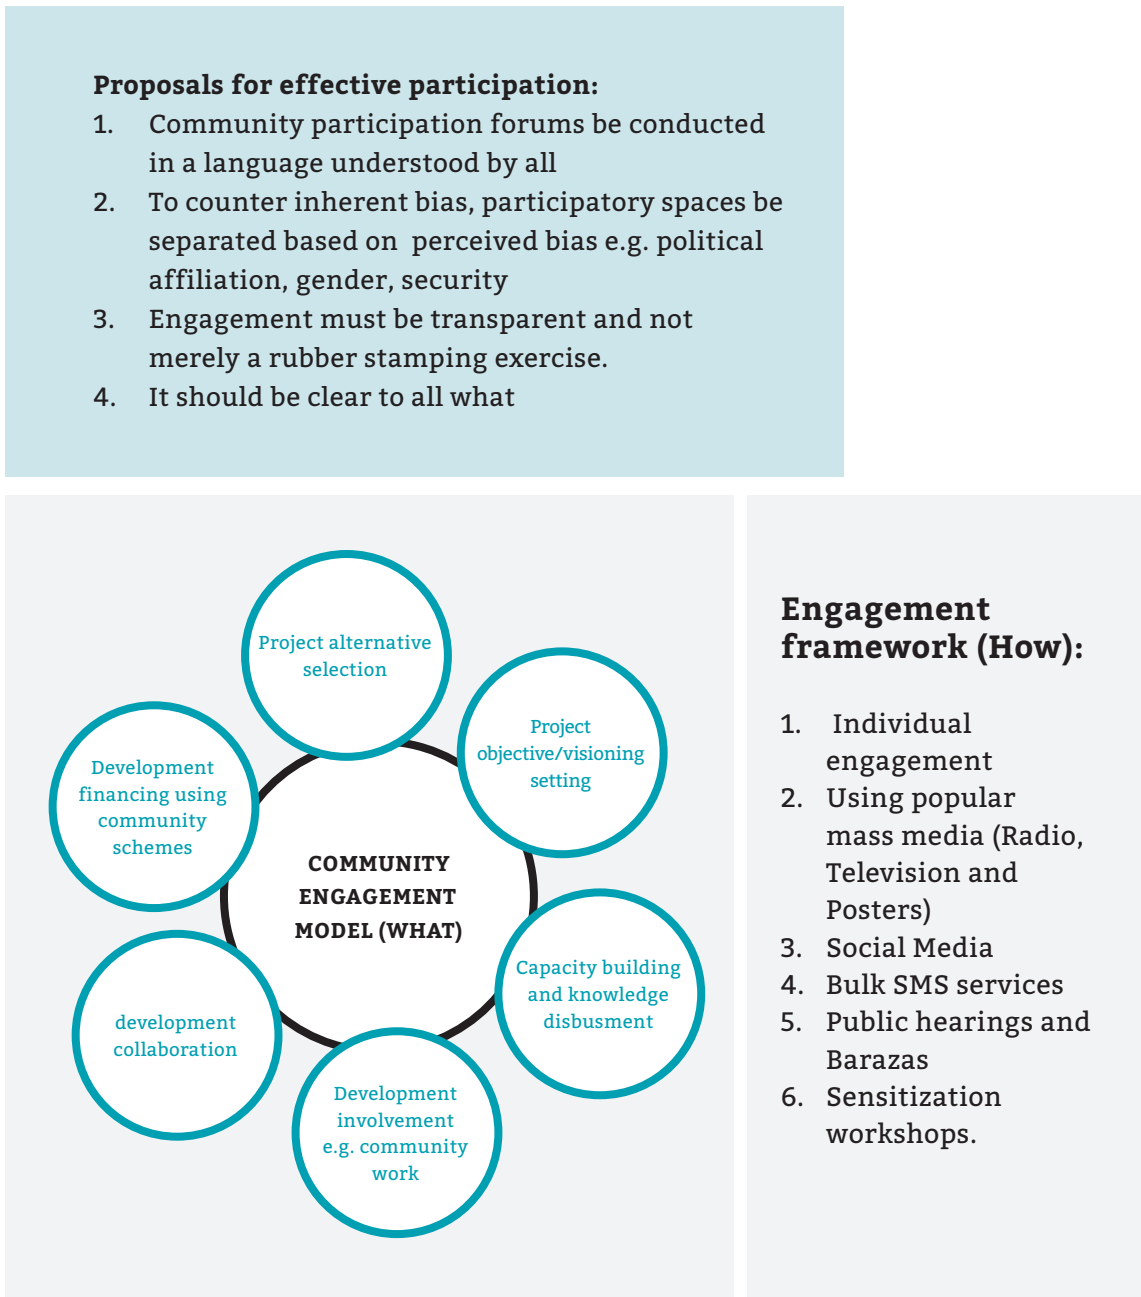 Proposals for effective participation:
1. Community participation forums be conducted
in a language understood by all
2. To counter inherent bias, participatory spaces be
separated based on perceived bias e.g. political
affiliation, gender, security
3. Engagement must be transparent and not
merely a rubber stamping exercise.
4. It should be clear to all what
Project alternative
selection
Project
objective/visioning
setting
Development
financing using
community
schemes
COMMUNITY
ENGAGEMENT
MODEL (WHAT)
Capacity building
and knowledge
disbusment
development
collaboration
Development
involvement
e.g. community
work
Engagement
framework (How):
1. Individual
engagement
2. Using popular
mass media (Radio,
Television and
Posters)
3. Social Media
4. Bulk SMS services
5. Public hearings and
Barazas
6. Sensitization
workshops.